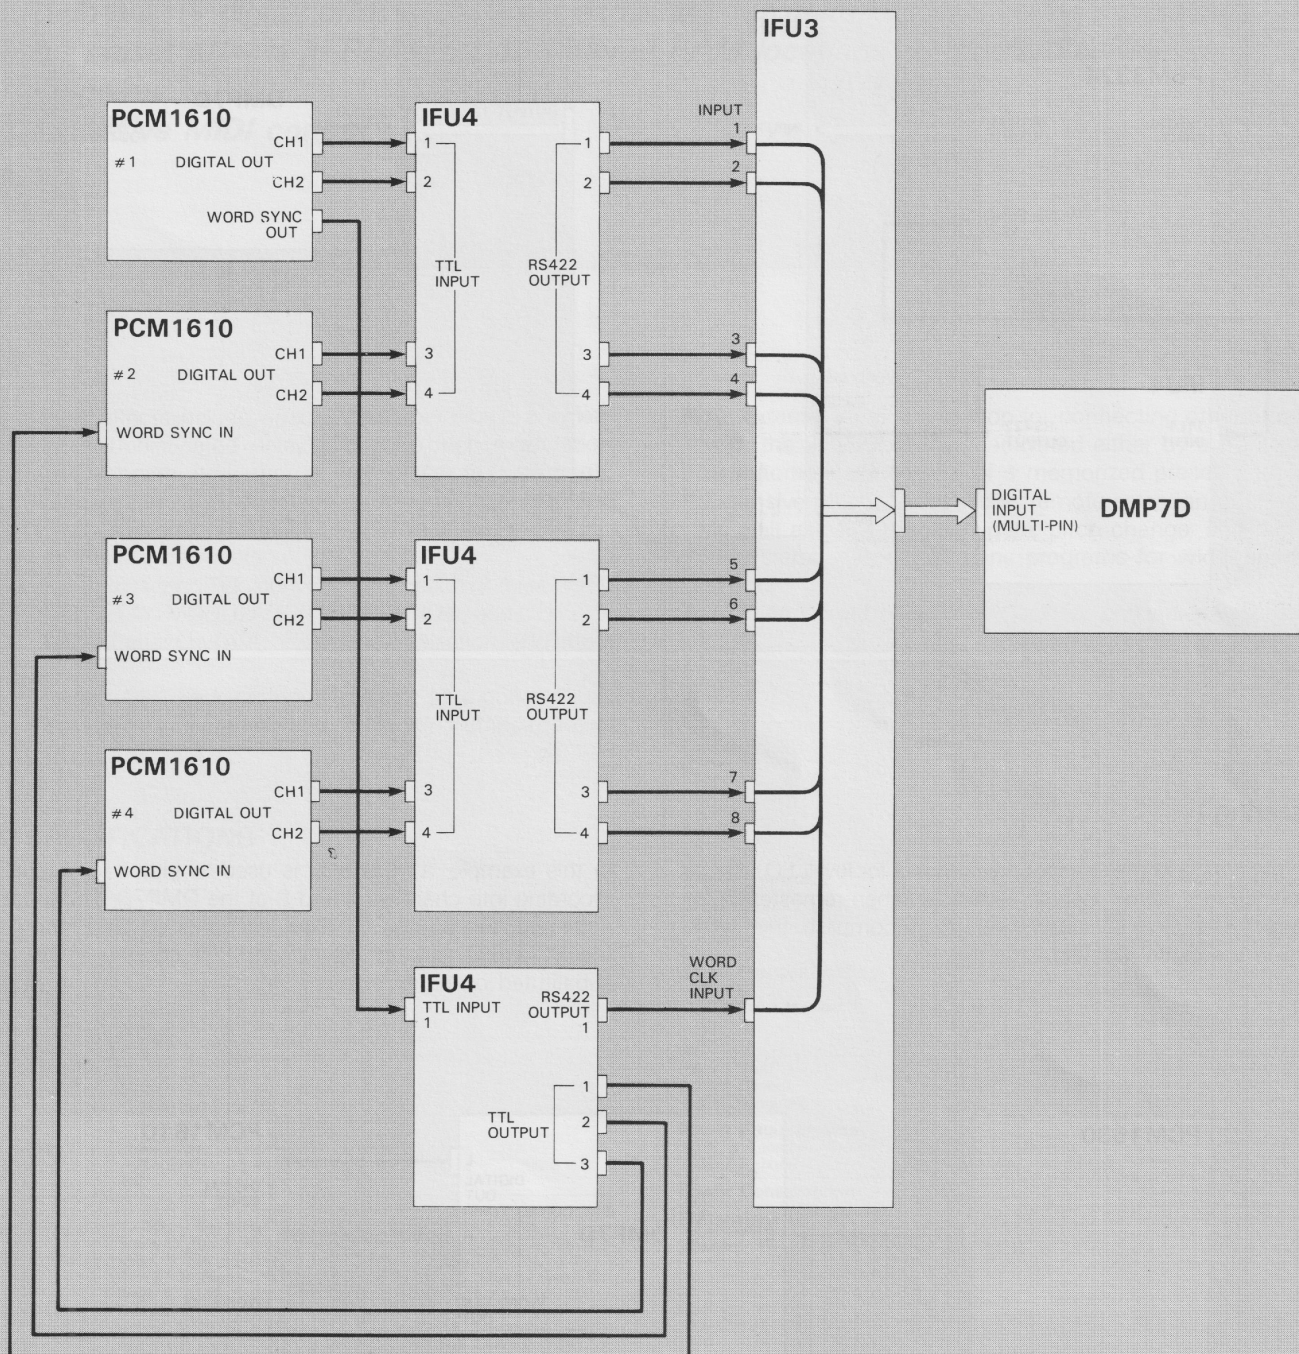 IFU3
PCM1610
CH1
#1 DIGITAL OUT
CH2
WORD SYNC
OUT
IFU4
1
2
TTL
INPUT
3
4
1
2
RS422
OUTPUT
3
4
INPUT
1
2
3
4
PCM1610
CH1
#2 DIGITAL OUT
CH2
WORD SYNC IN
DIGITAL
INPUT
(MULTI-PIN)
DMP7D
PCM1610
CH1
#3 DIGITAL OUT
CH2
WORD SYNC IN
IFU4
1
2
TTL
INPUT
3
4
1
2
RS422
OUTPUT
3
4
5
6
7
8
PCM1610
CH1
#4 DIGITAL OUT
CH2
WORD SYNC IN
IFU4
TTL INPUT
1
RS422
OUTPUT
1
WORD
CLK
INPUT
TTL
OUTPUT
1
2
3